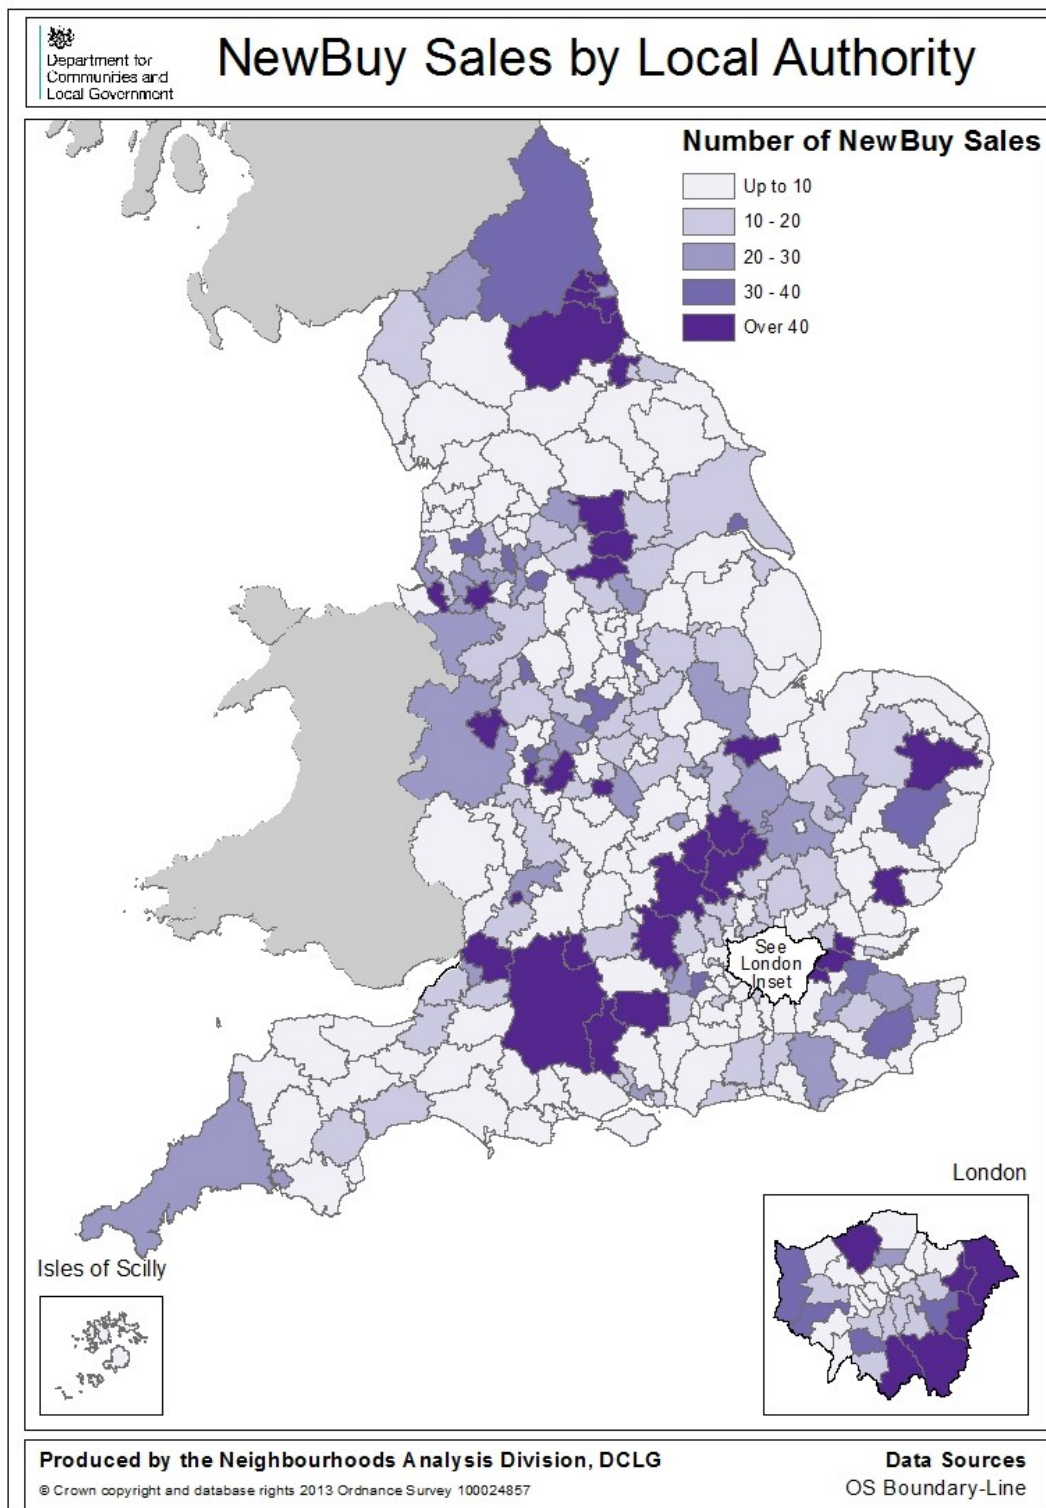 Department for
Communities and
Local Government
NewBuy Sales by Local Authority
Number of NewBuy Sales
Up to 10
10 - 20
20 - 30
30 - 40
Over 40
See
London
Inset
London
Isles of Scilly
Produced by the Neighbourhoods Analysis Division, DCLG
© Crown copyright and database rights 2013 Ordnance Survey 100024857
Data Sources
OS Boundary-Line